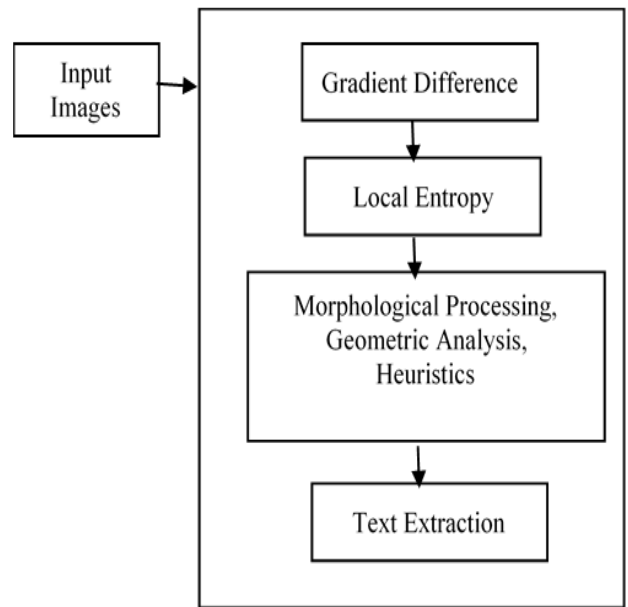 Input
Images
Gradient Difference
Local Entropy
Morphological Processing,
Geometric Analysis,
Heuristics
Text Extraction